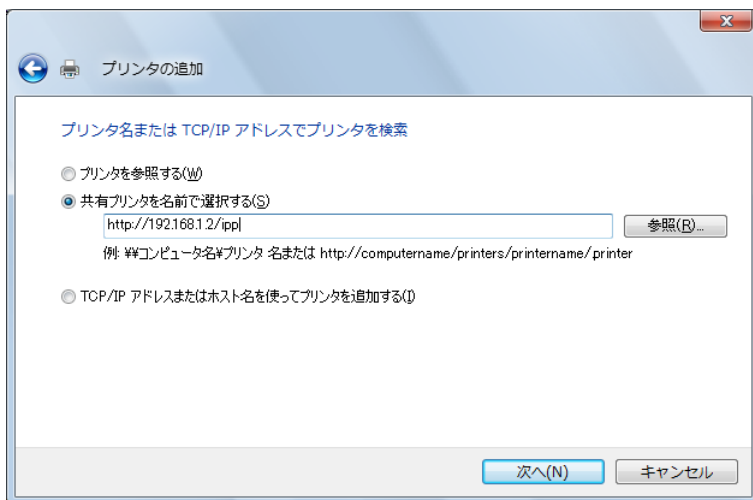 プリンタの追加
プリンタ名または TCP/IP アドレスでプリンタを検索
プリンタを参照する(W)
共有プリンタを名前で選択する(S)
http://192.168.1.2/ipp
参照(R)...
例: ¥¥コンピュータ名¥プリンタ 名または http://computername/printers/printername/printer
TCP/IP アドレスまたはホスト名を使ってプリンタを追加する(I)
次へ(N)
キャンセル